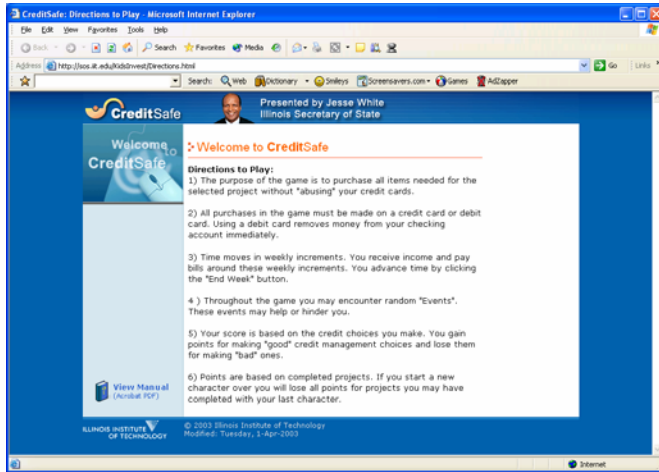 CreditSafe: Directions to Play - Microsoft Internet Explorer
File Edit View Favorites Tools Help
Back Search Favorites Media
Address http://sos.iit.edu/KidsInvest/Directions.html Go Links
Search: Web Dictionary Smileys Screensavers.com Games AdZapper
CreditSafe
Presented by Jesse White
Illinois Secretary of State
Welcome to
CreditSafe
Welcome to CreditSafe
Directions to Play:
1) The purpose of the game is to purchase all items needed for the
selected project without "abusing" your credit cards.
2) All purchases in the game must be made on a credit card or debit
card. Using a debit card removes money from your checking
account immediately.
3) Time moves in weekly increments. You receive income and pay
bills around these weekly increments. You advance time by clicking
the "End Week" button.
4 ) Throughout the game you may encounter random "Events".
These events may help or hinder you.
5) Your score is based on the credit choices you make. You gain
points for making "good" credit management choices and lose them
for making "bad" ones.
6) Points are based on completed projects. If you start a new
character over you will lose all points for projects you may have
completed with your last character.
View Manual
(Acrobat PDF)
ILLINOIS INSTITUTE
OF TECHNOLOGY
© 2003 Illinois Institute of Technology
Modified: Tuesday, 1-Apr-2003
Internet